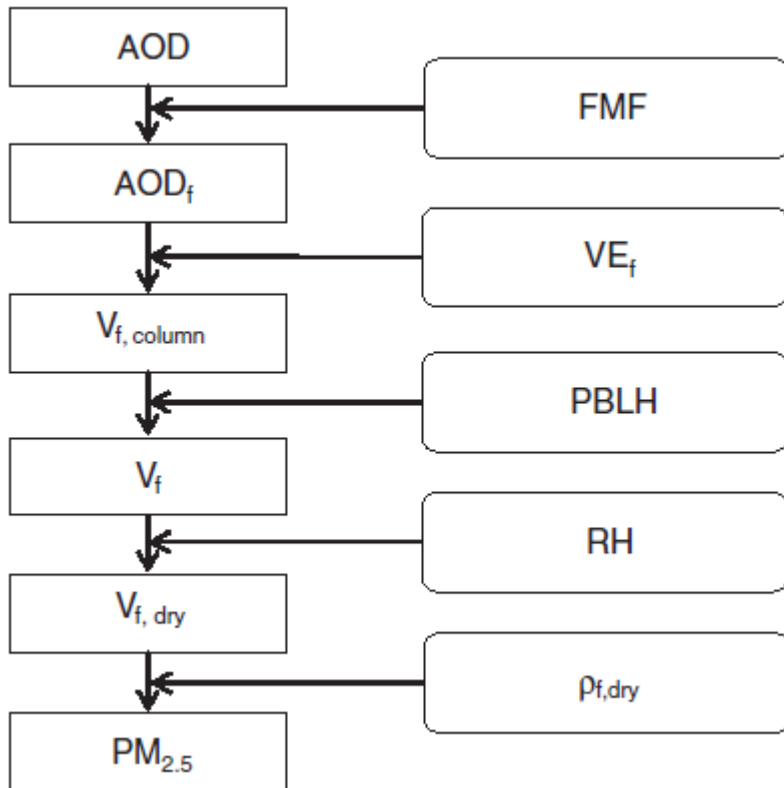 AOD
FMF
AOD_f
VE_f
V_f, column
PBLH
V_f
RH
V_f, dry
ρ_f,dry
PM_2.5